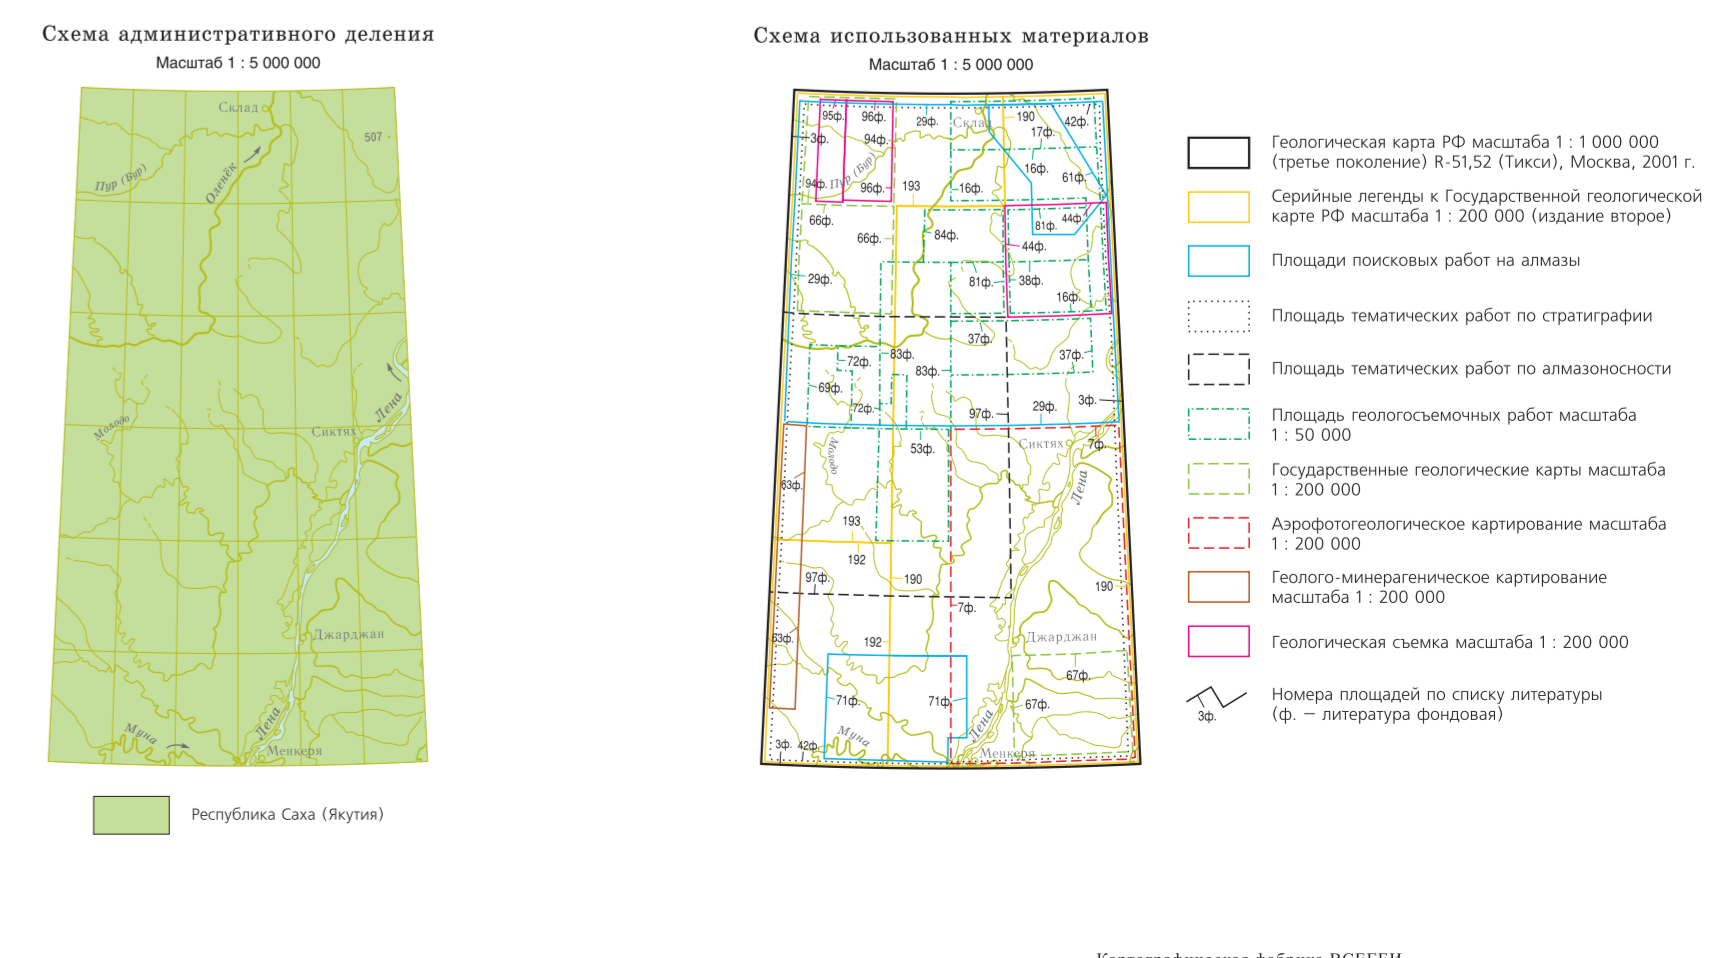 Схема административного деления
Масштаб 1 : 5 000 000
Склад
507
Пур (Бур)
Оленёк
Лена
Молодо
Сиктях
Джарджан
Лена
Муна
Менкеря
Республика Саха (Якутия)
Схема использованных материалов
Масштаб 1 : 5 000 000
95ф.
96ф.
29ф.
Склад
190
42ф.
3ф.
94ф.
17ф.
Пур (Бур)
16ф.
61ф.
94ф.
96ф.
193
16ф.
66ф.
81ф.
44ф.
66ф.
84ф.
44ф.
29ф.
81ф.
38ф.
16ф.
37ф.
72ф.
83ф.
37ф.
83ф.
69ф.
72ф.
97ф.
29ф.
3ф.
Молодо
53ф.
Сиктях
7ф.
63ф.
Лена
193
192
97ф.
190
190
7ф.
63ф.
192
Джарджан
67ф.
71ф.
71ф.
67ф.
Лена
Муна
3ф.
42ф.
Менкеря
Геологическая карта РФ масштаба 1 : 1 000 000
(третье поколение) R-51,52 (Тикси), Москва, 2001 г.
Серийные легенды к Государственной геологической
карте РФ масштаба 1 : 200 000 (издание второе)
Площади поисковых работ на алмазы
Площадь тематических работ по стратиграфии
Площадь тематических работ по алмазоносности
Площадь геологосъемочных работ масштаба
1 : 50 000
Государственные геологические карты масштаба
1 : 200 000
Аэрофотогеологическое картирование масштаба
1 : 200 000
Геолого-минерагеническое картирование
масштаба 1 : 200 000
Геологическая съемка масштаба 1 : 200 000
3ф.
Номера площадей по списку литературы
(ф. — литература фондовая)